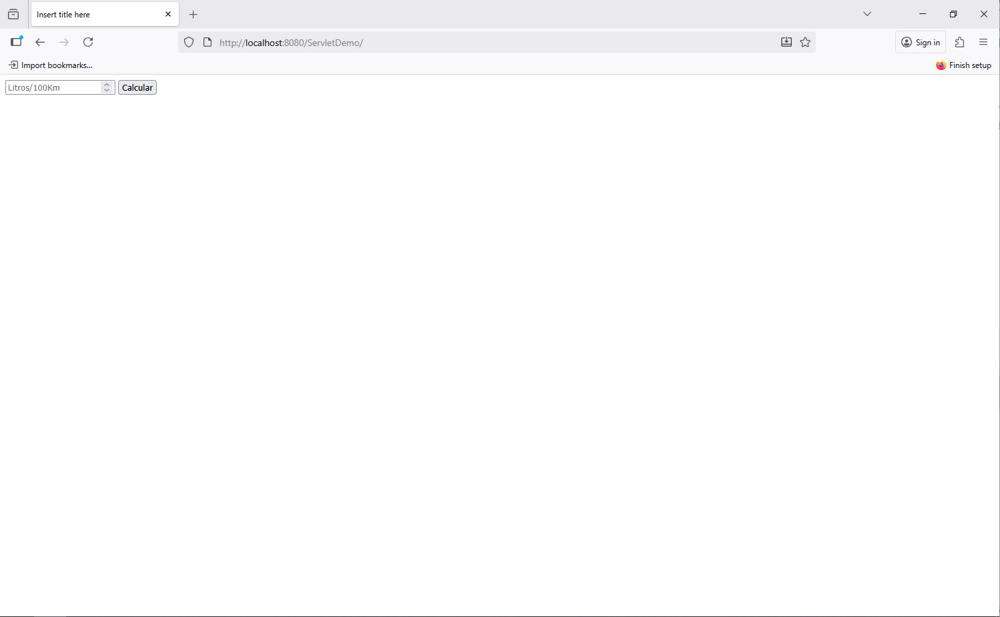 Insert title here
http://localhost:8080/ServletDemo/
Sign in
Import bookmarks...
Finish setup
Litros/100Km
Calcular